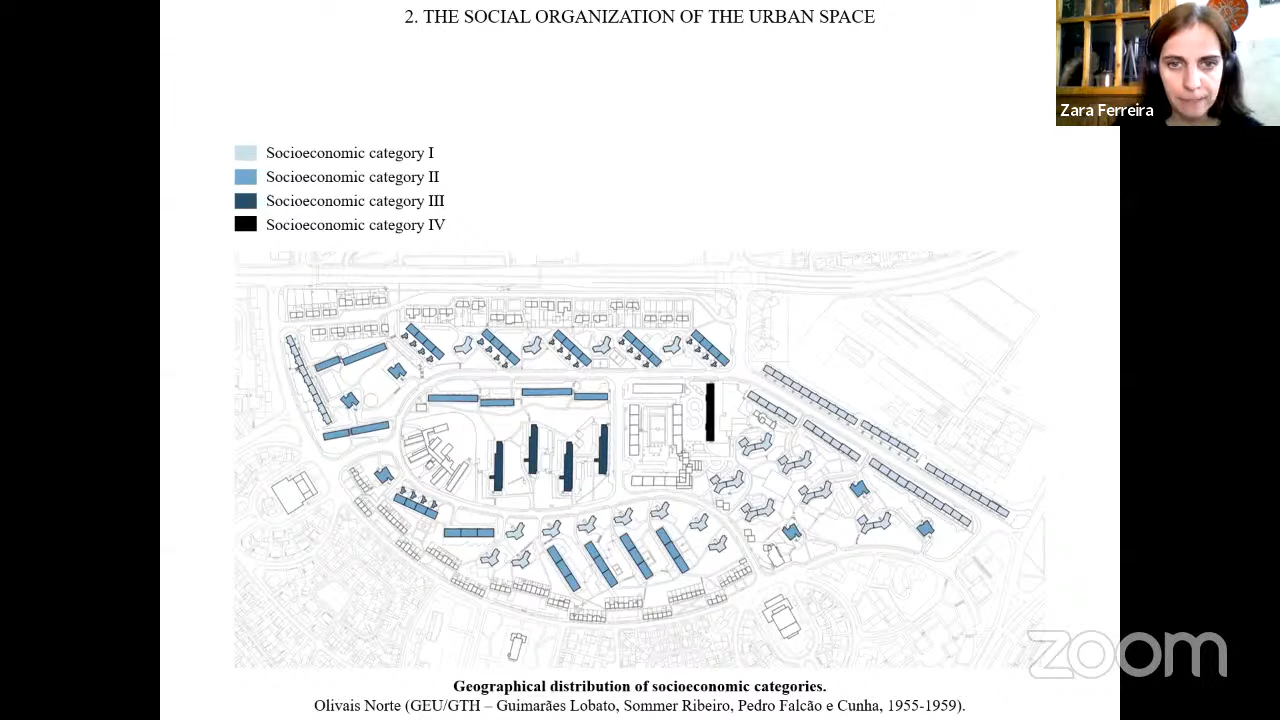 2. THE SOCIAL ORGANIZATION OF THE URBAN SPACE
Zara Ferreira
Socioeconomic category I
Socioeconomic category II
Socioeconomic category III
Socioeconomic category IV
zoom
Geographical distribution of socioeconomic categories.
Olivais Norte (GEU/GTH – Guimarães Lobato, Sommer Ribeiro, Pedro Falcão e Cunha, 1955-1959).